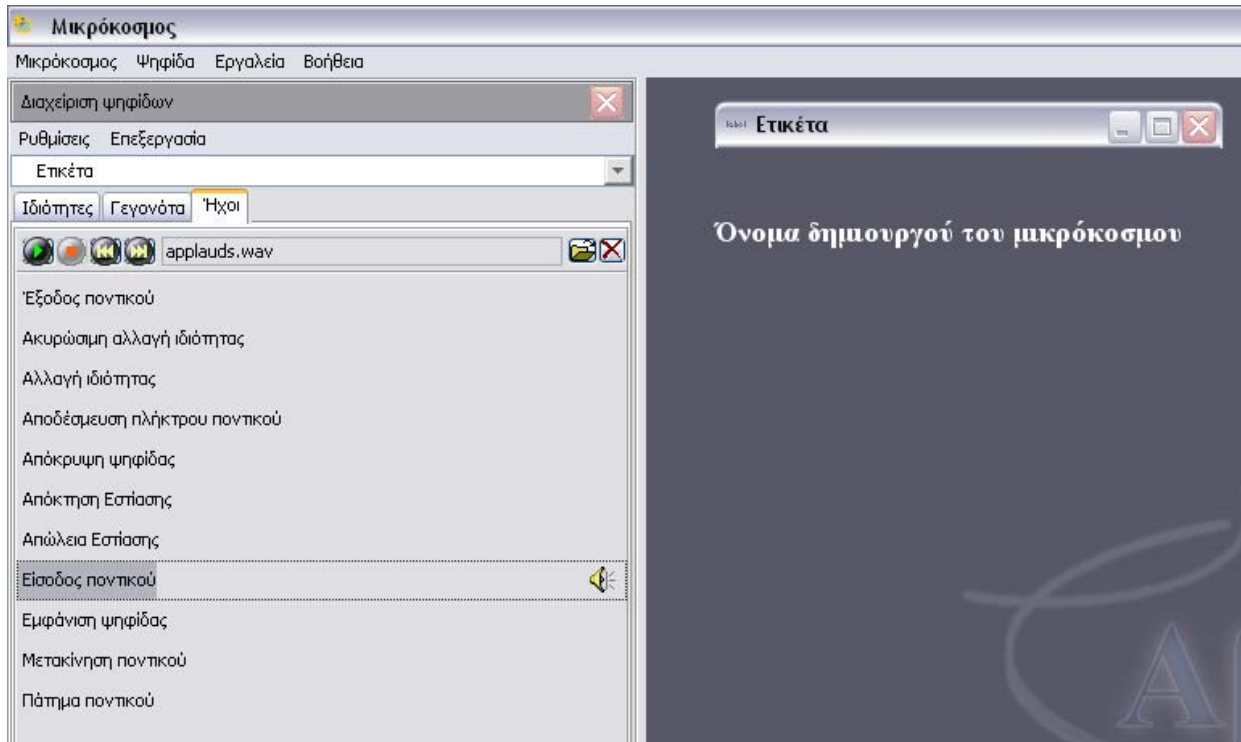 Μικρόκοσμος
Μικρόκοσμος Ψηφίδα Εργαλεία Βοήθεια
Διαχείριση ψηφίδων
Ρυθμίσεις Επεξεργασία
Ετικέτα
Ιδιότητες Γεγονότα Ήχοι
applauds.wav
Έξοδος ποντικού
Ακυρώσιμη αλλαγή ιδιότητας
Αλλαγή ιδιότητας
Αποδέσμευση πλήκτρου ποντικού
Απόκρυψη ψηφίδας
Απόκτηση Εστίασης
Απώλεια Εστίασης
Είσοδος ποντικού
Εμφάνιση ψηφίδας
Μετακίνηση ποντικού
Πάτημα ποντικού
label Ετικέτα
Όνομα δημιουργού του μικρόκοσμου